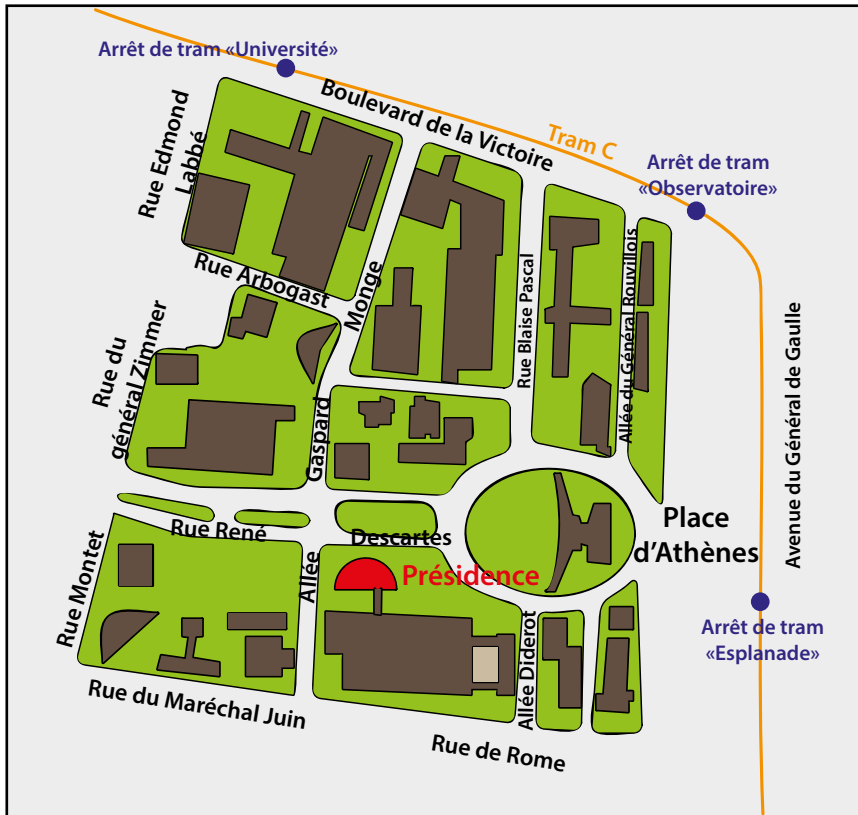 Arrêt de tram «Université»
Boulevard de la Victoire
Tram C
Arrêt de tram
«Observatoire»
Rue Edmond
Labbé
Rue Arbogast
Monge
Rue Blaise Pascal
Allée du Général Rouvillois
Avenue du Général de Gaulle
Rue du
général Zimmer
Gaspard
Rue René
Descartes
Place
d'Athènes
Rue Montet
Allée
Présidence
Allée Diderot
Arrêt de tram
«Esplanade»
Rue du Maréchal Juin
Rue de Rome